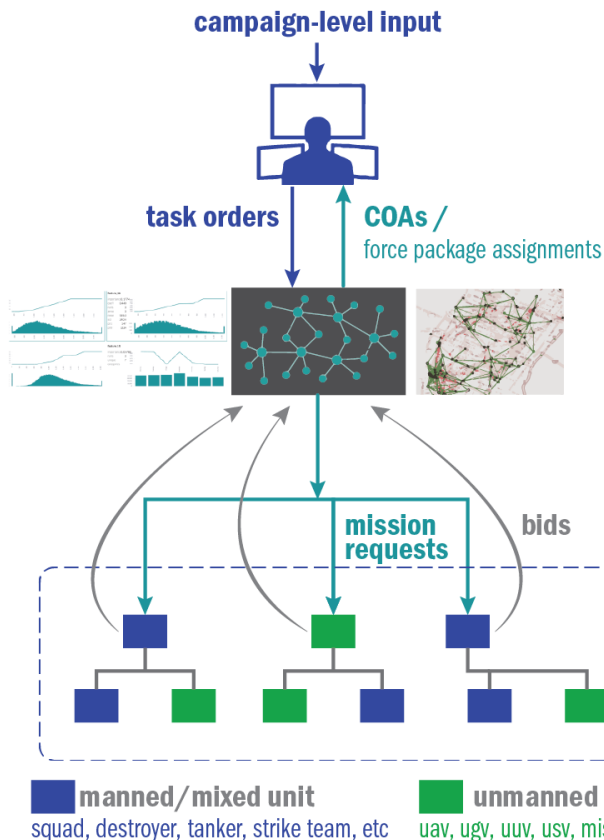 campaign-level input
task orders
COAs /
force package assignments
mission
requests
bids
manned/mixed unit
squad, destroyer, tanker, strike team, etc
unmanned
uav, ugv, uuv, usv, mis